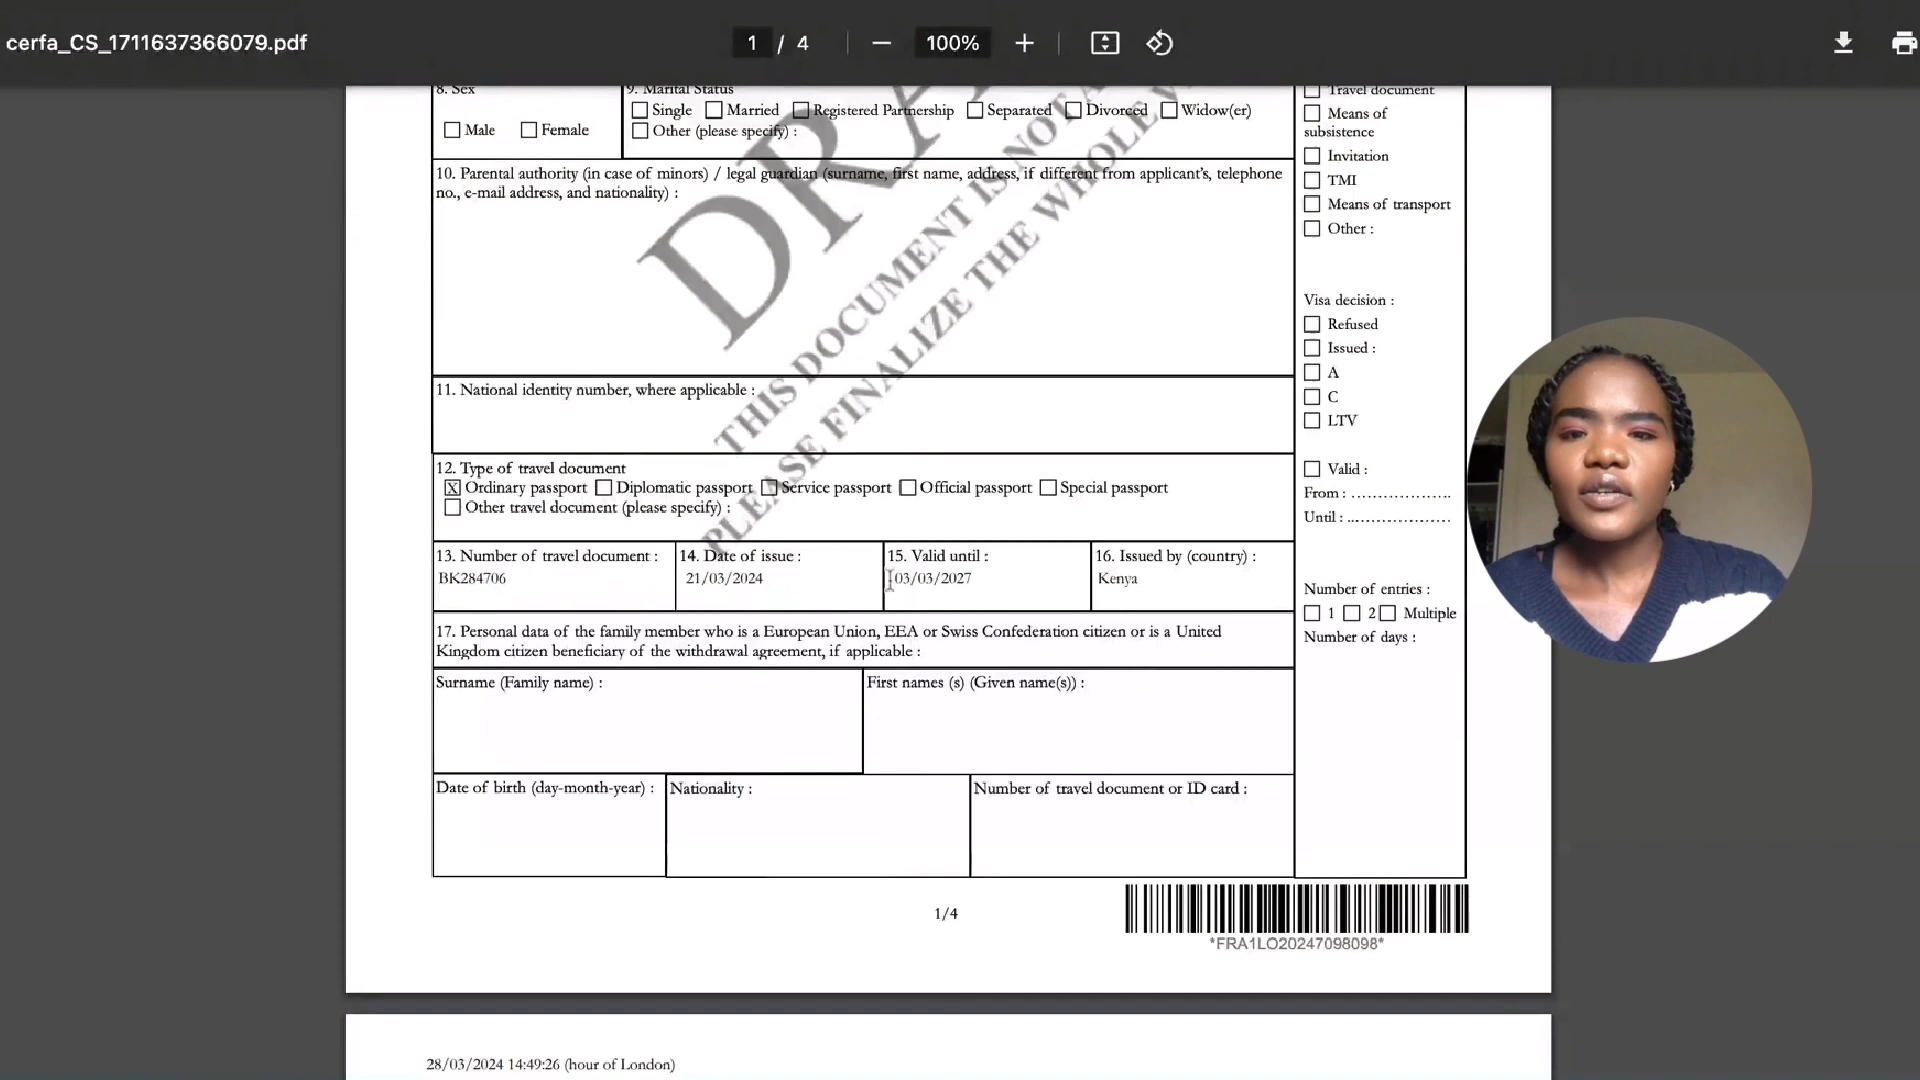 cerfa_CS_1711637366079.pdf
1 / 4
100%
8. Sex
Male Female
9. Marital Status
Single Married Registered Partnership Separated Divorced Widow(er)
Other (please specify) :
10. Parental authority (in case of minors) / legal guardian (surname, first name, address, if different from applicant's, telephone
no., e-mail address, and nationality) :
11. National identity number, where applicable :
12. Type of travel document
X Ordinary passport Diplomatic passport Service passport Official passport Special passport
Other travel document (please specify) :
13. Number of travel document :
BK284706
14. Date of issue :
21/03/2024
15. Valid until :
03/03/2027
16. Issued by (country) :
Kenya
17. Personal data of the family member who is a European Union, EEA or Swiss Confederation citizen or is a United
Kingdom citizen beneficiary of the withdrawal agreement, if applicable :
Surname (Family name) :
First names (s) (Given name(s)) :
Date of birth (day-month-year) :
Nationality :
Number of travel document or ID card :
Travel document
Means of
subsistence
Invitation
TMI
Means of transport
Other :
Visa decision :
Refused
Issued :
A
C
LTV
Valid :
From : ....................
Until : .....................
Number of entries :
1 2 Multiple
Number of days :
THIS DOCUMENT IS NOT A
PLEASE FINALIZE THE WHOLE
1/4
*FRA1LO20247098098*
28/03/2024 14:49:26 (hour of London)